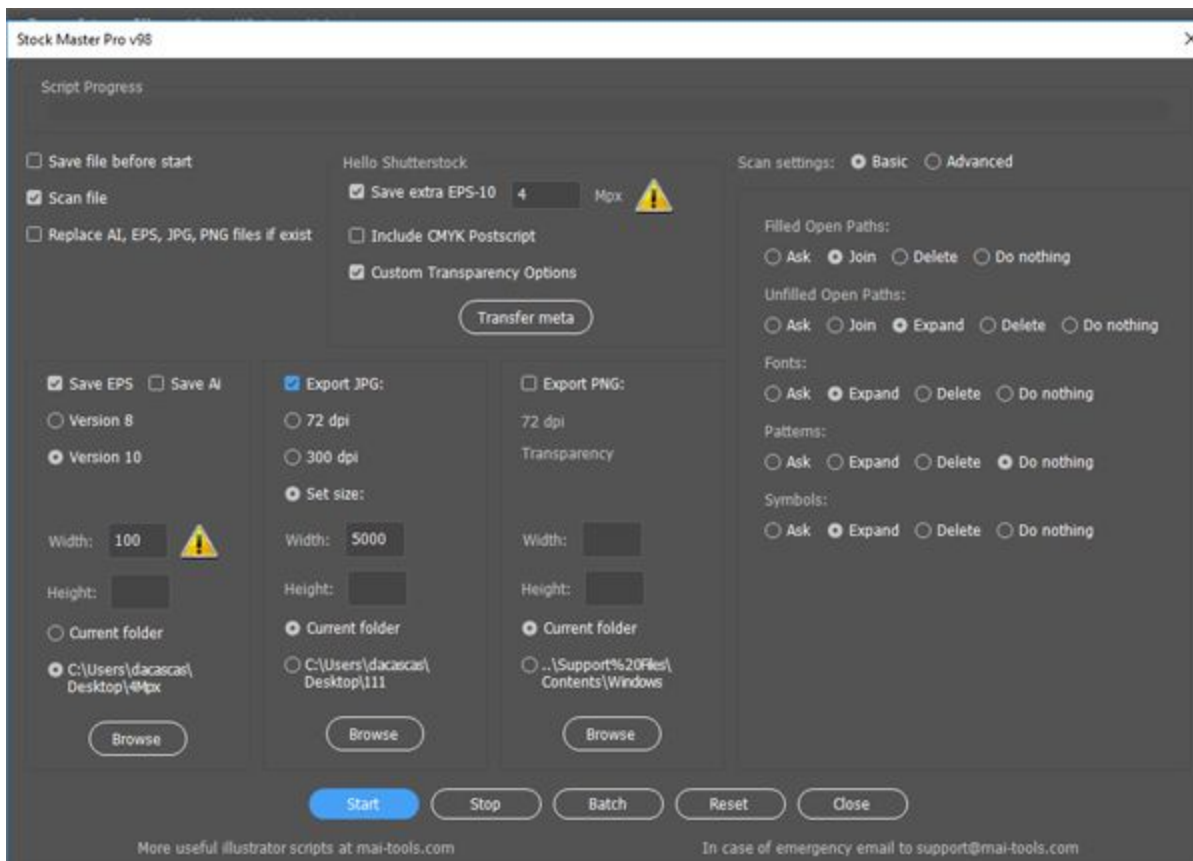 Stock Master Pro v98
Script Progress
Save file before start
Scan file
Replace AI, EPS, JPG, PNG files if exist
Hello Shutterstock
Save extra EPS-10 4 Mpx
Include CMYK Postscript
Custom Transparency Options
Transfer meta
Scan settings: Basic Advanced
Filled Open Paths:
Ask Join Delete Do nothing
Unfilled Open Paths:
Ask Join Expand Delete Do nothing
Fonts:
Ask Expand Delete Do nothing
Patterns:
Ask Expand Delete Do nothing
Symbols:
Ask Expand Delete Do nothing
Save EPS Save Ai
Version 8
Version 10
Width: 100
Height:
Current folder
C:\Users\dacascas\
Desktop\4Mpx
Browse
Export JPG:
72 dpi
300 dpi
Set size:
Width: 5000
Height:
Current folder
C:\Users\dacascas\
Desktop\111
Browse
Export PNG:
72 dpi
Transparency
Width:
Height:
Current folder
..\Support%20Files\
Contents\Windows
Browse
Start Stop Batch Reset Close
More useful illustrator scripts at mai-tools.com
In case of emergency email to support@mai-tools.com